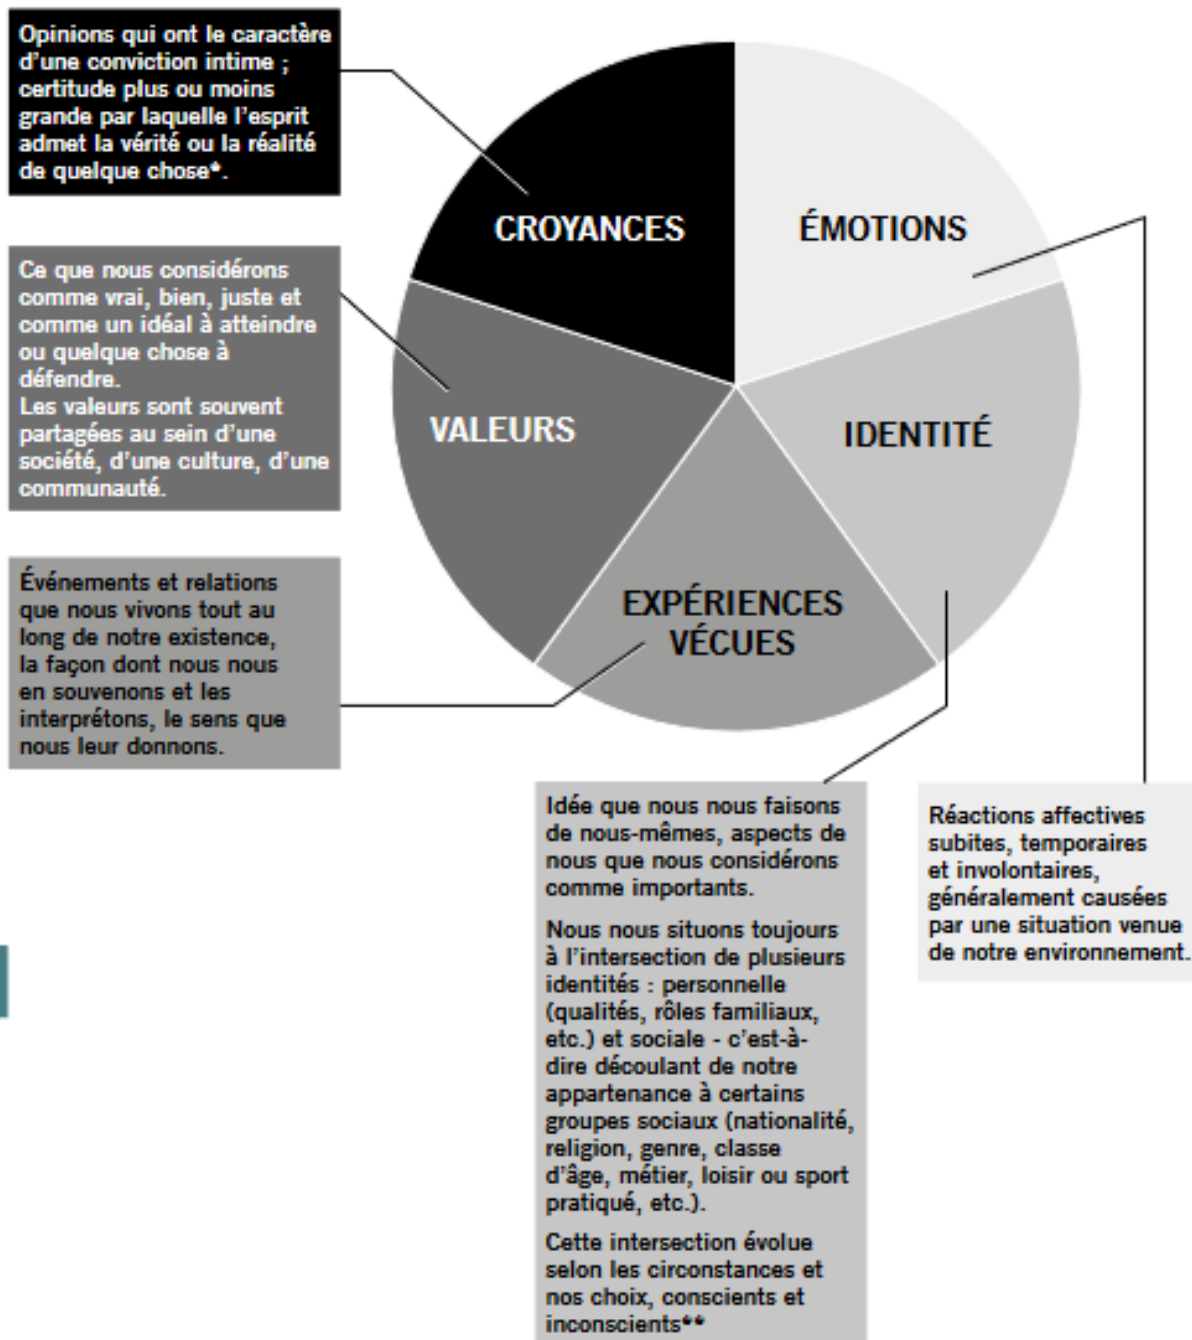 Opinions qui ont le caractère
d'une conviction intime ;
certitude plus ou moins
grande par laquelle l'esprit
admet la vérité ou la réalité
de quelque chose*.
CROYANCES
ÉMOTIONS
Ce que nous considérons
comme vrai, bien, juste et
comme un idéal à atteindre
ou quelque chose à
défendre.
Les valeurs sont souvent
partagées au sein d'une
société, d'une culture, d'une
communauté.
VALEURS
IDENTITÉ
Événements et relations
que nous vivons tout au
long de notre existence,
la façon dont nous nous
en souvenons et les
interprétons, le sens que
nous leur donnons.
EXPÉRIENCES
VÉCUES
Idée que nous nous faisons
de nous-mêmes, aspects de
nous que nous considérons
comme importants.
Nous nous situons toujours
à l'intersection de plusieurs
identités : personnelle
(qualités, rôles familiaux,
etc.) et sociale - c'est-à-
dire découlant de notre
appartenance à certains
groupes sociaux (nationalité,
religion, genre, classe
d'âge, métier, loisir ou sport
pratiqué, etc.).
Cette intersection évolue
selon les circonstances et
nos choix, conscients et
inconscients**
Réactions affectives
subites, temporaires
et involontaires,
généralement causées
par une situation venue
de notre environnement.